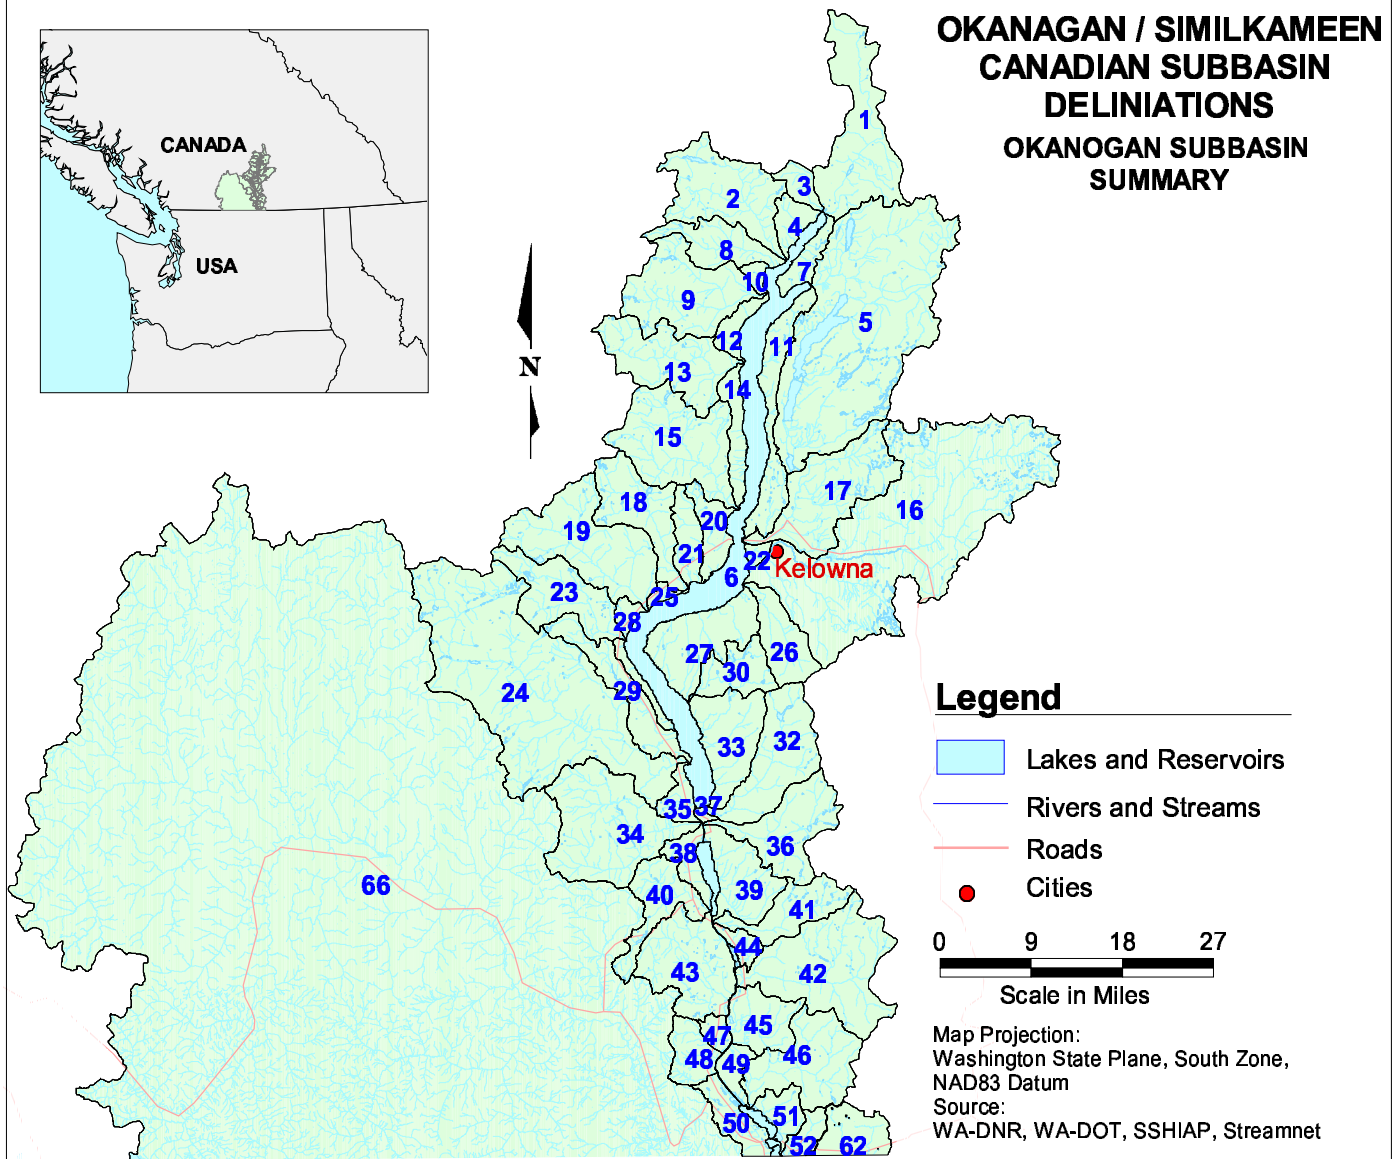 OKANAGAN / SIMILKAMEEN
CANADIAN SUBBASIN
DELINIATIONS
OKANOGAN SUBBASIN
SUMMARY
CANADA
USA
N
1
2
3
4
8
10
7
9
5
12
11
13
14
15
17
16
18
19
20
21
22
Kelowna
6
23
25
28
27
26
30
24
29
33
32
35
37
34
36
38
66
40
39
41
44
43
42
45
47
48
49
46
50
51
52
62
Legend
Lakes and Reservoirs
Rivers and Streams
Roads
Cities
0 9 18 27
Scale in Miles
Map Projection:
Washington State Plane, South Zone,
NAD83 Datum
Source:
WA-DNR, WA-DOT, SSHIAP, Streamnet